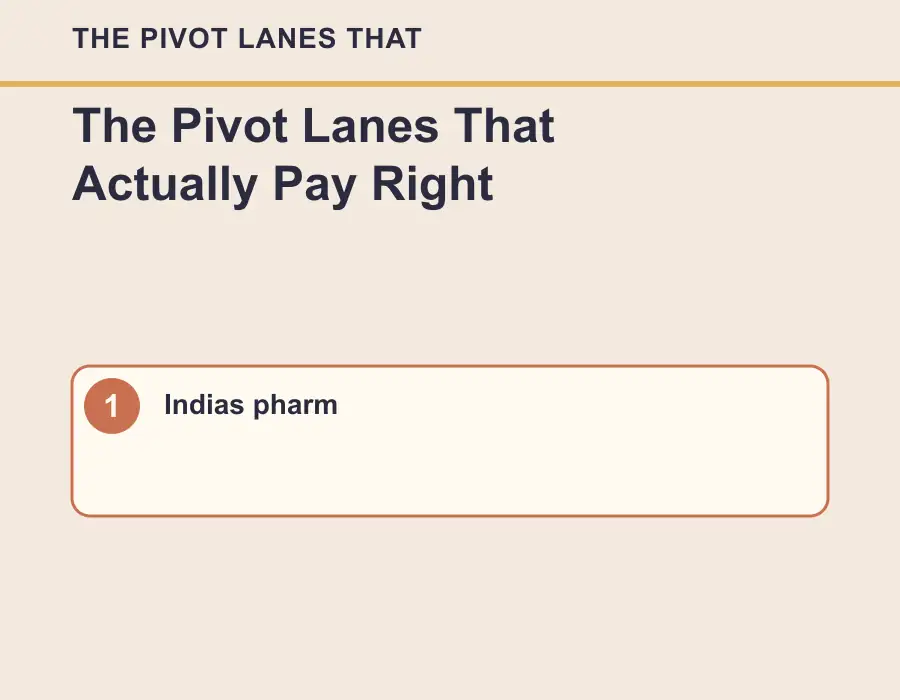 THE PIVOT LANES THAT
The Pivot Lanes That
Actually Pay Right
1
Indias pharm